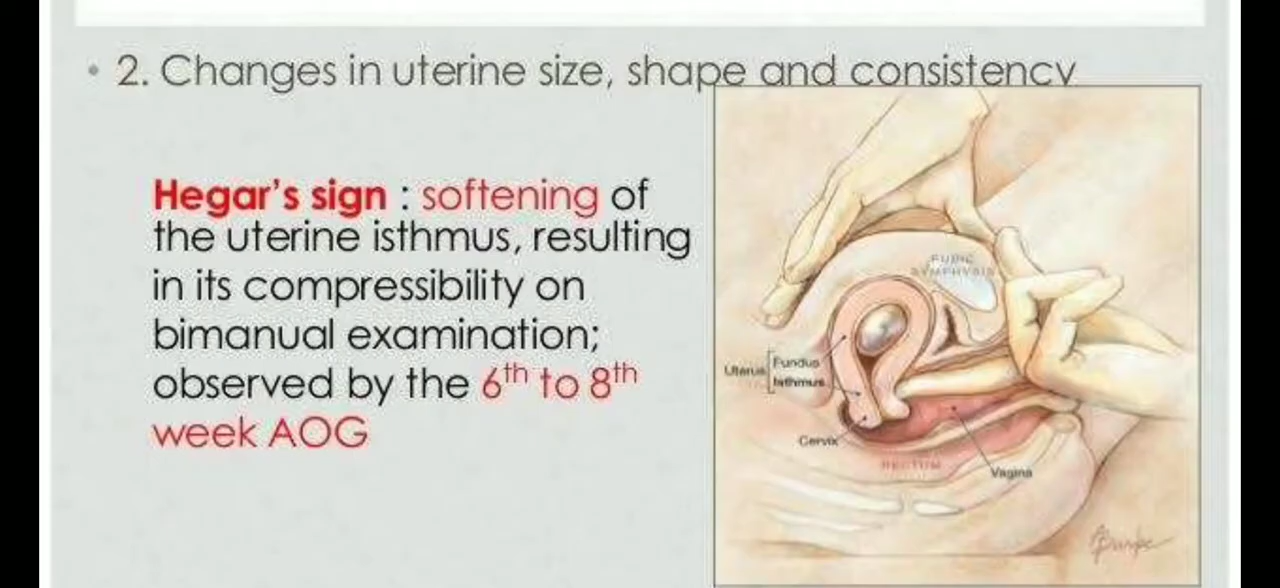 • 2. Changes in uterine size, shape and consistency
Hegar's sign : softening of
the uterine isthmus, resulting
in its compressibility on
bimanual examination;
observed by the 6th to 8th
week AOG
PUBIC
SYMPHYSIS
Uterus
Fundus
Isthmus
Cervix
RECTUM
Vagina